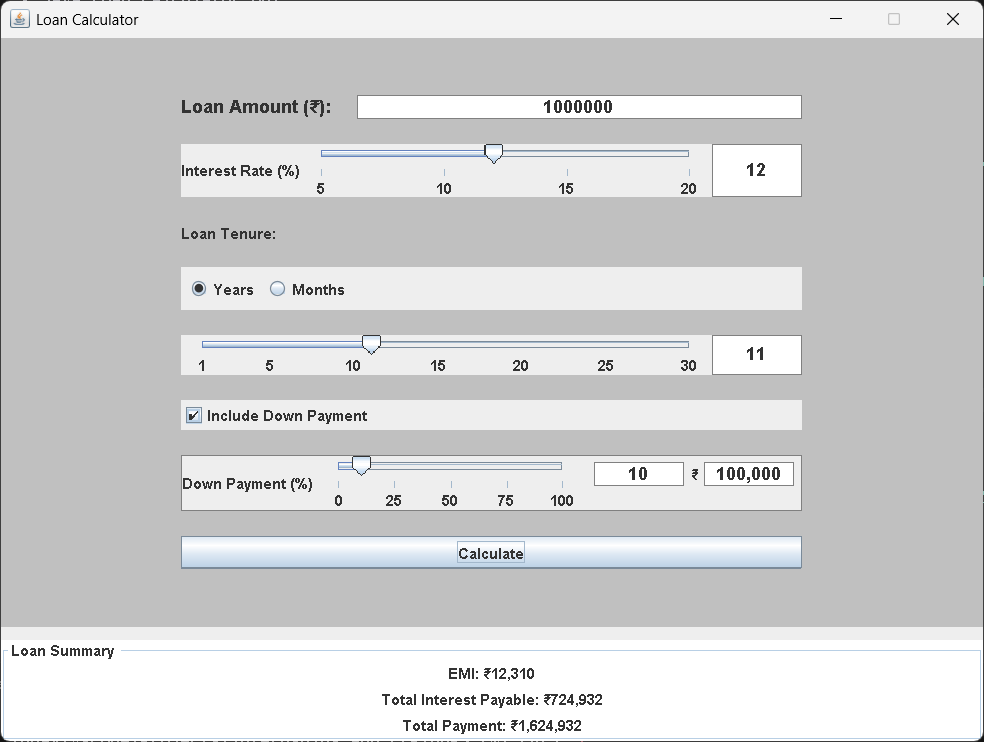 Loan Calculator
Loan Amount (₹): 1000000
Interest Rate (%) 12
5 10 15 20
Loan Tenure:
Years Months
11
1 5 10 15 20 25 30
Include Down Payment
Down Payment (%) 10 ₹ 100,000
0 25 50 75 100
Calculate
Loan Summary
EMI: ₹12,310
Total Interest Payable: ₹724,932
Total Payment: ₹1,624,932